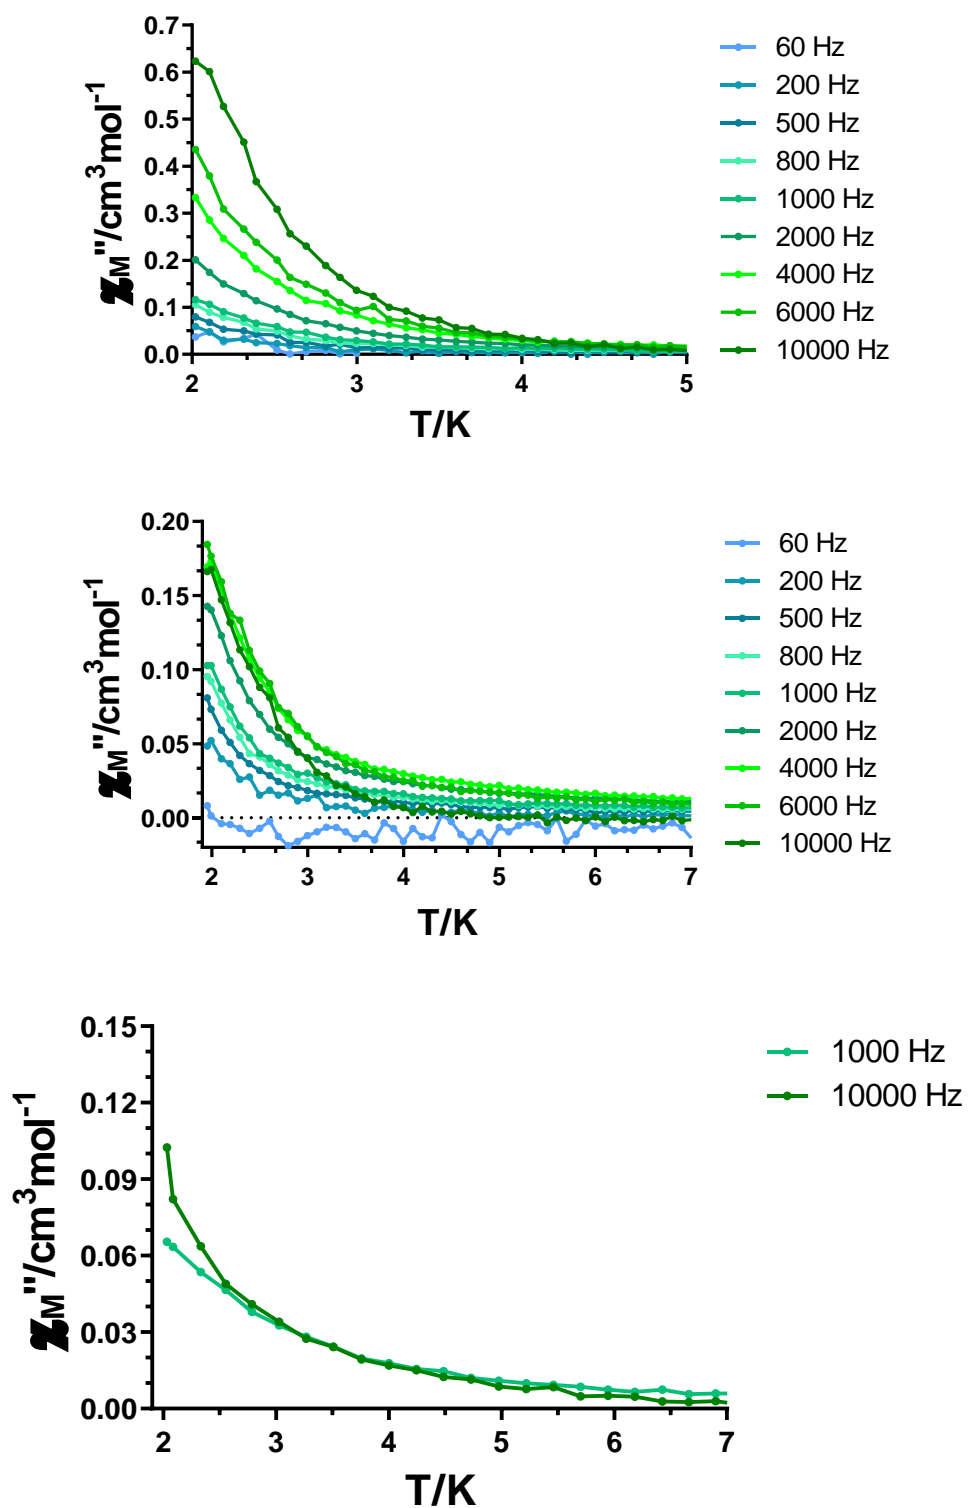 0.7
0.6
0.5
0.4
0.3
0.2
0.1
0.0
χM''/cm3mol-1
2
3
4
5
T/K
60 Hz
200 Hz
500 Hz
800 Hz
1000 Hz
2000 Hz
4000 Hz
6000 Hz
10000 Hz
0.20
0.15
0.10
0.05
0.00
χM''/cm3mol-1
2
3
4
5
6
7
T/K
60 Hz
200 Hz
500 Hz
800 Hz
1000 Hz
2000 Hz
4000 Hz
6000 Hz
10000 Hz
0.15
0.12
0.09
0.06
0.03
0.00
χM''/cm3mol-1
2
3
4
5
6
7
T/K
1000 Hz
10000 Hz